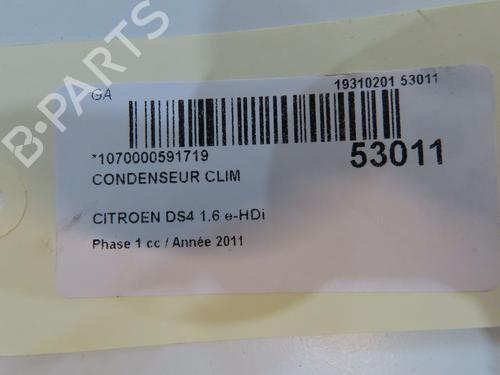 B-PARTS
GA
19310201 53011
*1070000591719
53011
CONDENSEUR CLIM
CITROEN DS4 1.6 e-HDi
Phase 1 cc / Année 2011